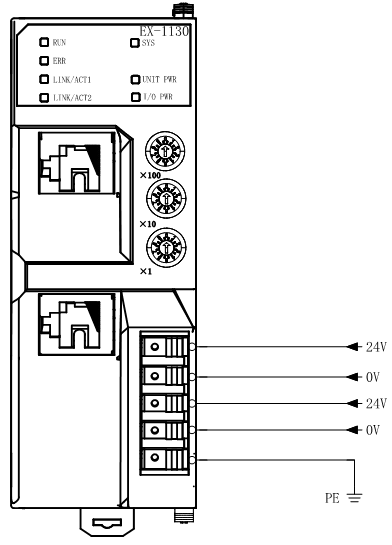 EX-1130
RUN SYS
ERR
LINK/ACT1 UNIT PWR
LINK/ACT2 I/O PWR
×100
×10
×1
24V
0V
24V
0V
PE